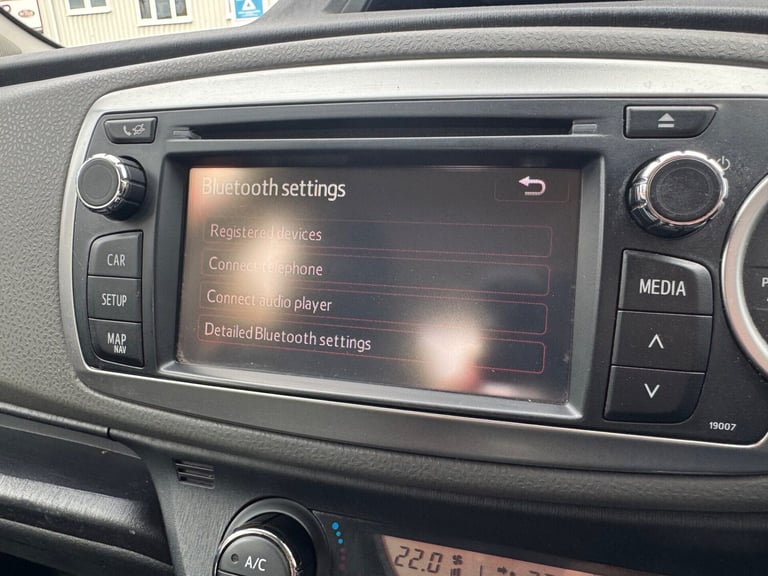 Bluetooth settings
Registered devices
Connect telephone
Connect audio player
Detailed Bluetooth settings
CAR
SETUP
MAP
NAV
MEDIA
19007
A/C
22.0